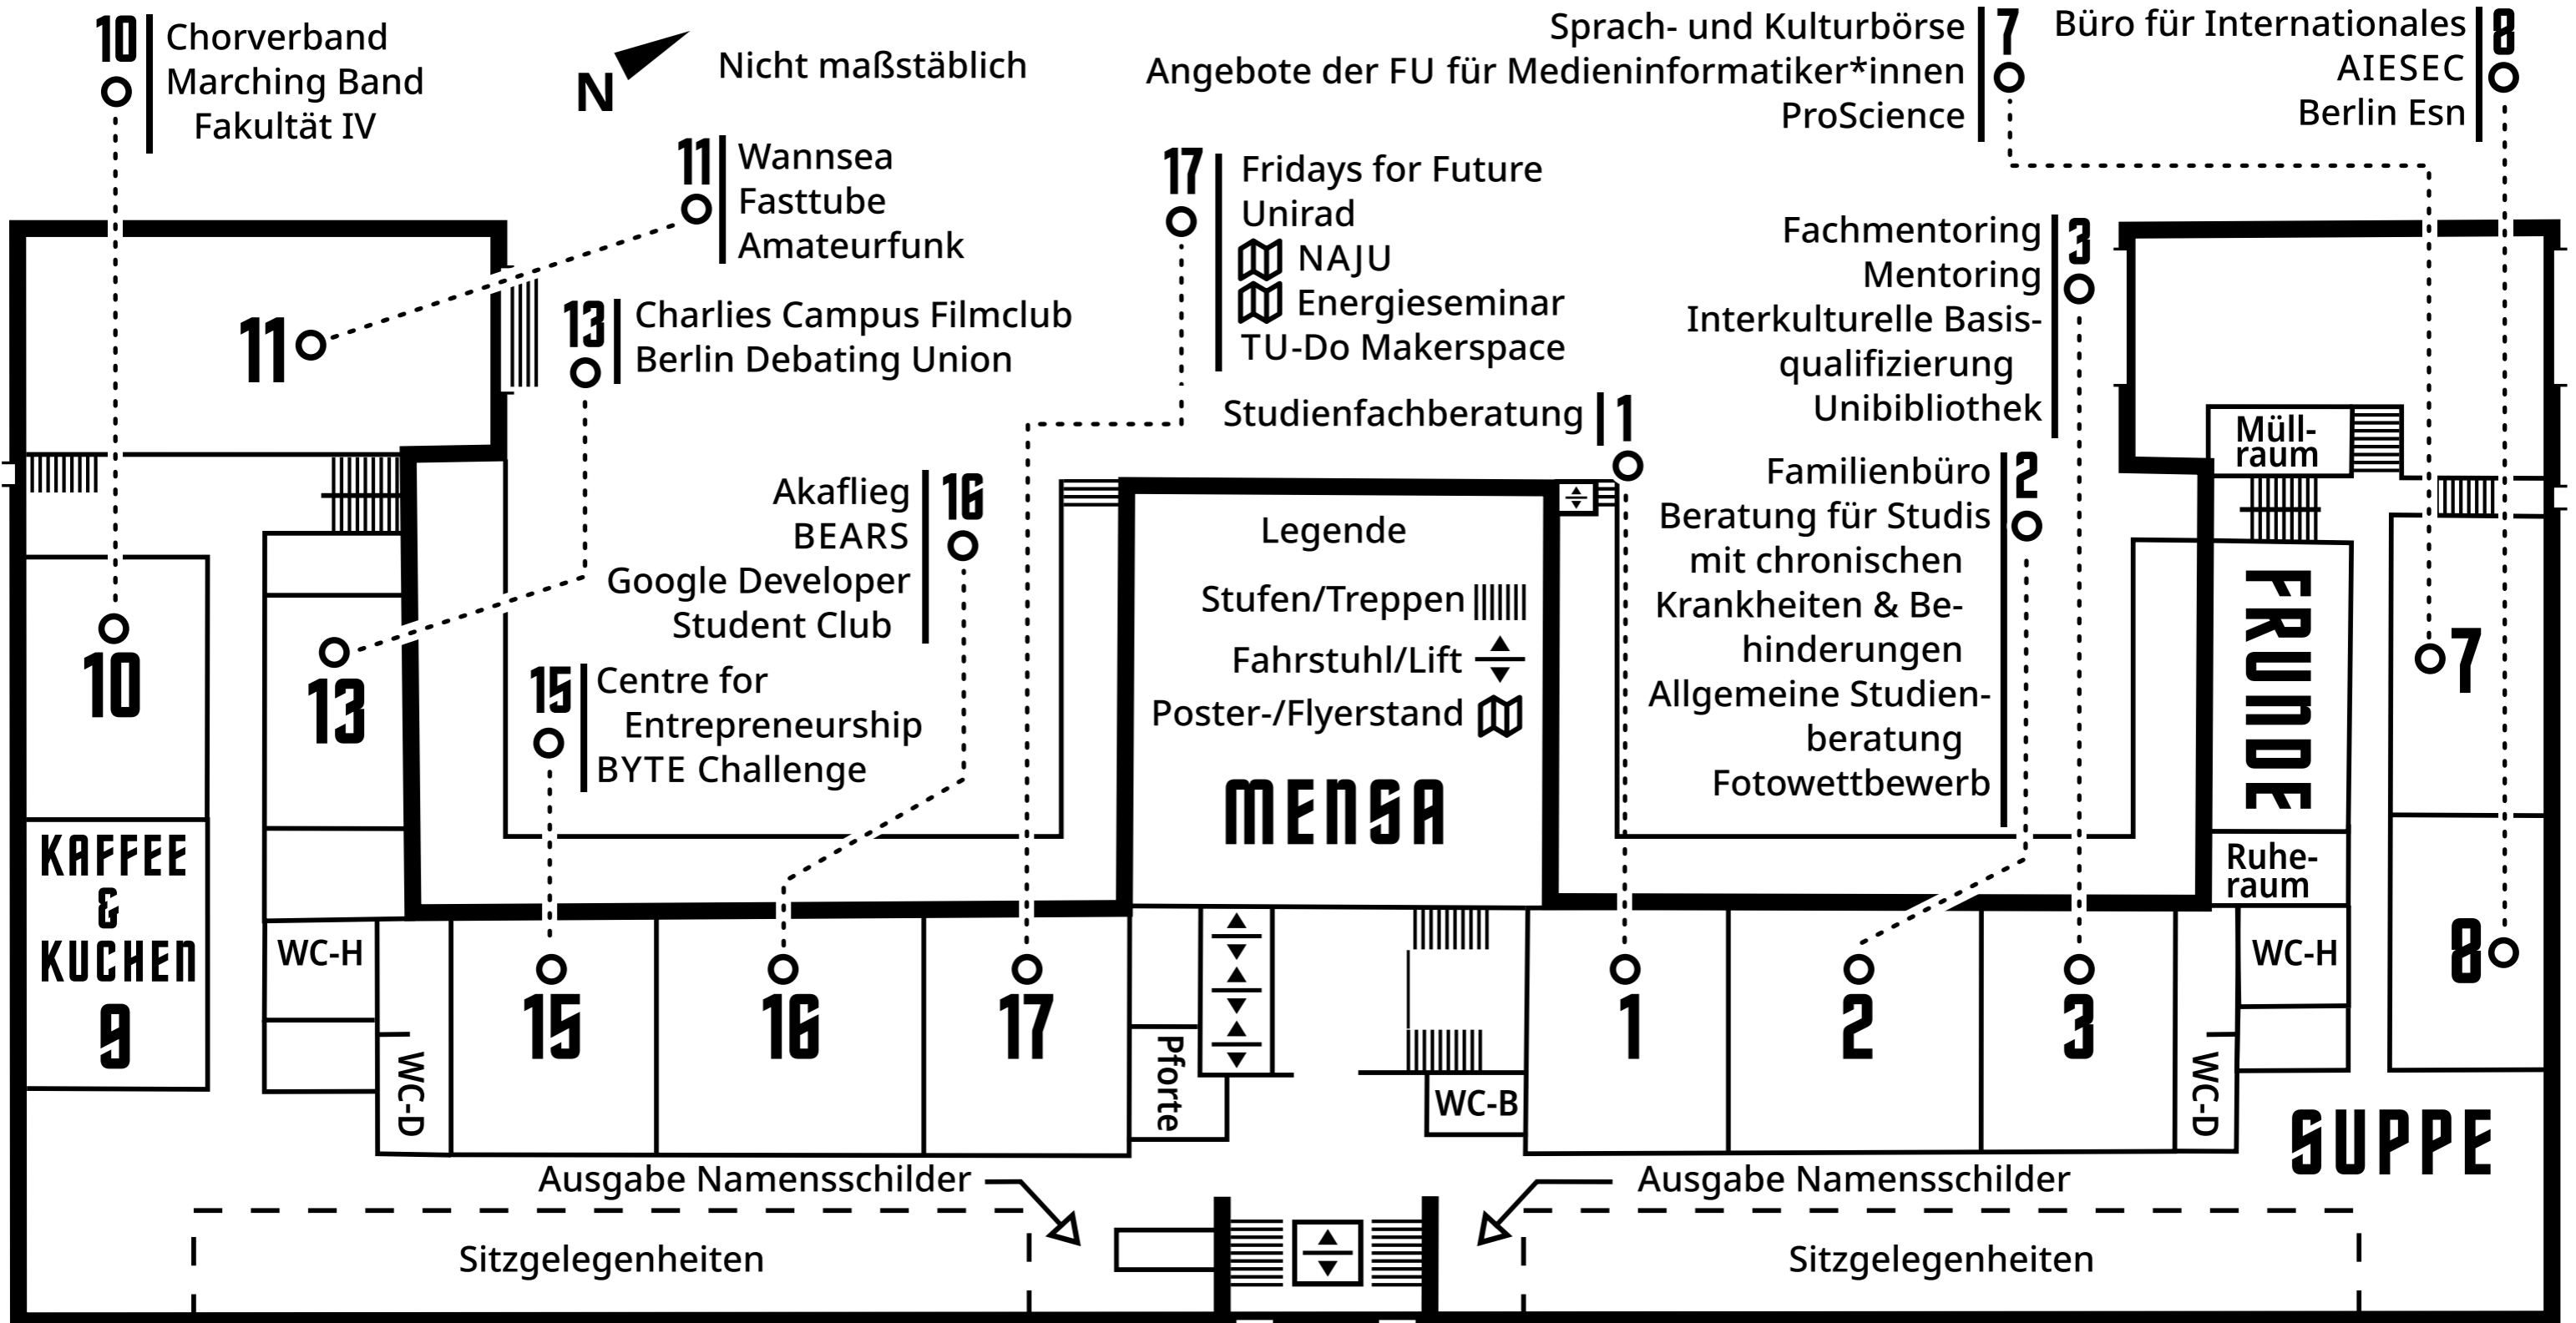 10
Chorverband
Marching Band
Fakultät IV
N
Nicht maßstäblich
Sprach- und Kulturbörse
Angebote der FU für Medieninformatiker*innen
ProScience
7
Büro für Internationales
AIESEC
Berlin Esn
8
11
Wannsea
Fasttube
Amateurfunk
17
Fridays for Future
Unirad
NAJU
Energieseminar
TU-Do Makerspace
Fachmentoring
Mentoring
Interkulturelle Basis-
qualifizierung
Unibibliothek
3
11
13
Charlies Campus Filmclub
Berlin Debating Union
Studienfachberatung
1
Müll-
raum
Akaflieg
BEARS
Google Developer
Student Club
16
Legende
Stufen/Treppen
Fahrstuhl/Lift
Poster-/Flyerstand
MENSA
Familienbüro
Beratung für Studis
mit chronischen
Krankheiten & Be-
hinderungen
Allgemeine Studien-
beratung
Fotowettbewerb
2
FRUNDE
10
13
15
Centre for
Entrepreneurship
BYTE Challenge
7
KAFFEE
&
KUCHEN
9
Ruhe-
raum
WC-H
WC-D
15
16
17
Pforte
WC-B
1
2
3
WC-D
WC-H
8
SUPPE
Ausgabe Namensschilder
Ausgabe Namensschilder
Sitzgelegenheiten
Sitzgelegenheiten